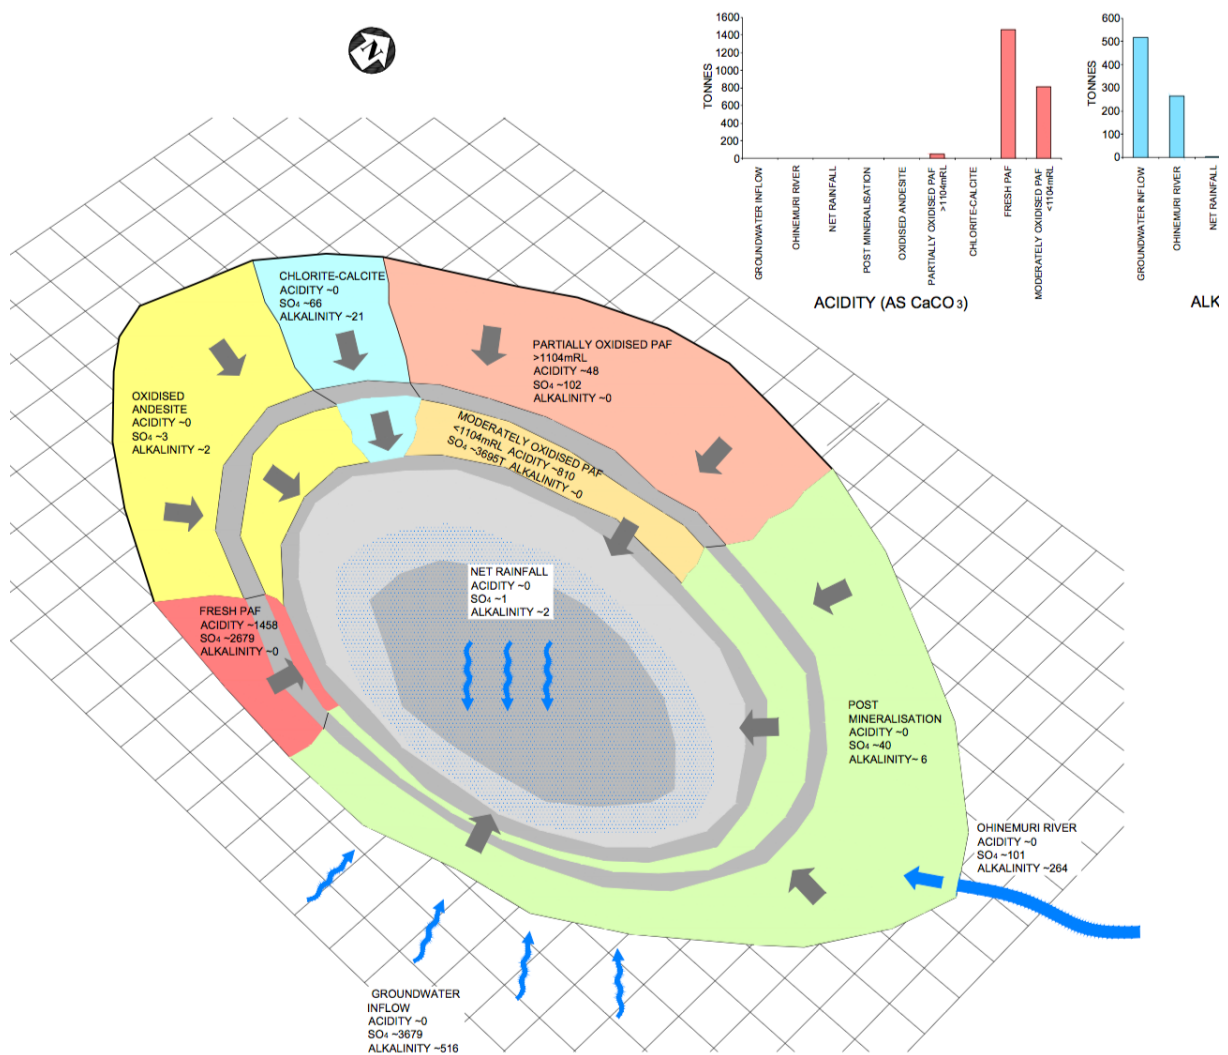 N
1600
1400
1200
1000
800
600
400
200
0
TONNES
GROUNDWATER INFLOW
OHINEMURI RIVER
NET RAINFALL
POST MINERALISATION
OXIDISED ANDESITE
PARTIALLY OXIDISED PAF
>1104mRL
CHLORITE-CALCITE
FRESH PAF
MODERATELY OXIDISED PAF
<1104mRL
ACIDITY (AS CaCO₃)
600
500
400
300
200
100
0
TONNES
GROUNDWATER INFLOW
OHINEMURI RIVER
NET RAINFALL
ALK
CHLORITE-CALCITE
ACIDITY ~0
SO₄ ~66
ALKALINITY ~21
PARTIALLY OXIDISED PAF
>1104mRL
ACIDITY ~48
SO₄ ~102
ALKALINITY ~0
OXIDISED
ANDESITE
ACIDITY ~0
SO₄ ~3
ALKALINITY ~2
MODERATELY OXIDISED PAF
<1104mRL ACIDITY ~810
SO₄ ~3695T ALKALINITY ~0
NET RAINFALL
ACIDITY ~0
SO₄ ~1
ALKALINITY ~2
FRESH PAF
ACIDITY ~1458
SO₄ ~2679
ALKALINITY ~0
POST
MINERALISATION
ACIDITY ~0
SO₄ ~40
ALKALINITY~ 6
OHINEMURI RIVER
ACIDITY ~0
SO₄ ~101
ALKALINITY ~264
GROUNDWATER
INFLOW
ACIDITY ~0
SO₄ ~3679
ALKALINITY ~516